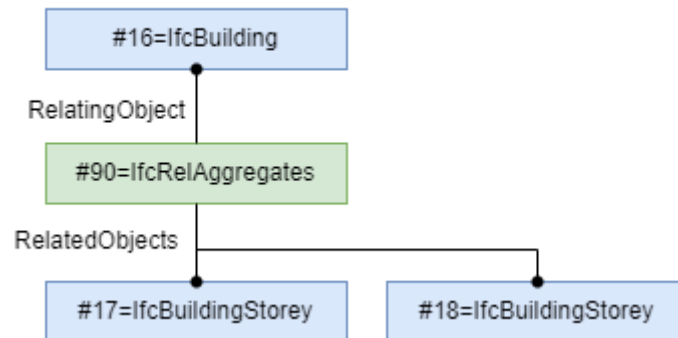 #16=IfcBuilding
RelatingObject
#90=IfcRelAggregates
RelatedObjects
#17=IfcBuildingStorey
#18=IfcBuildingStorey